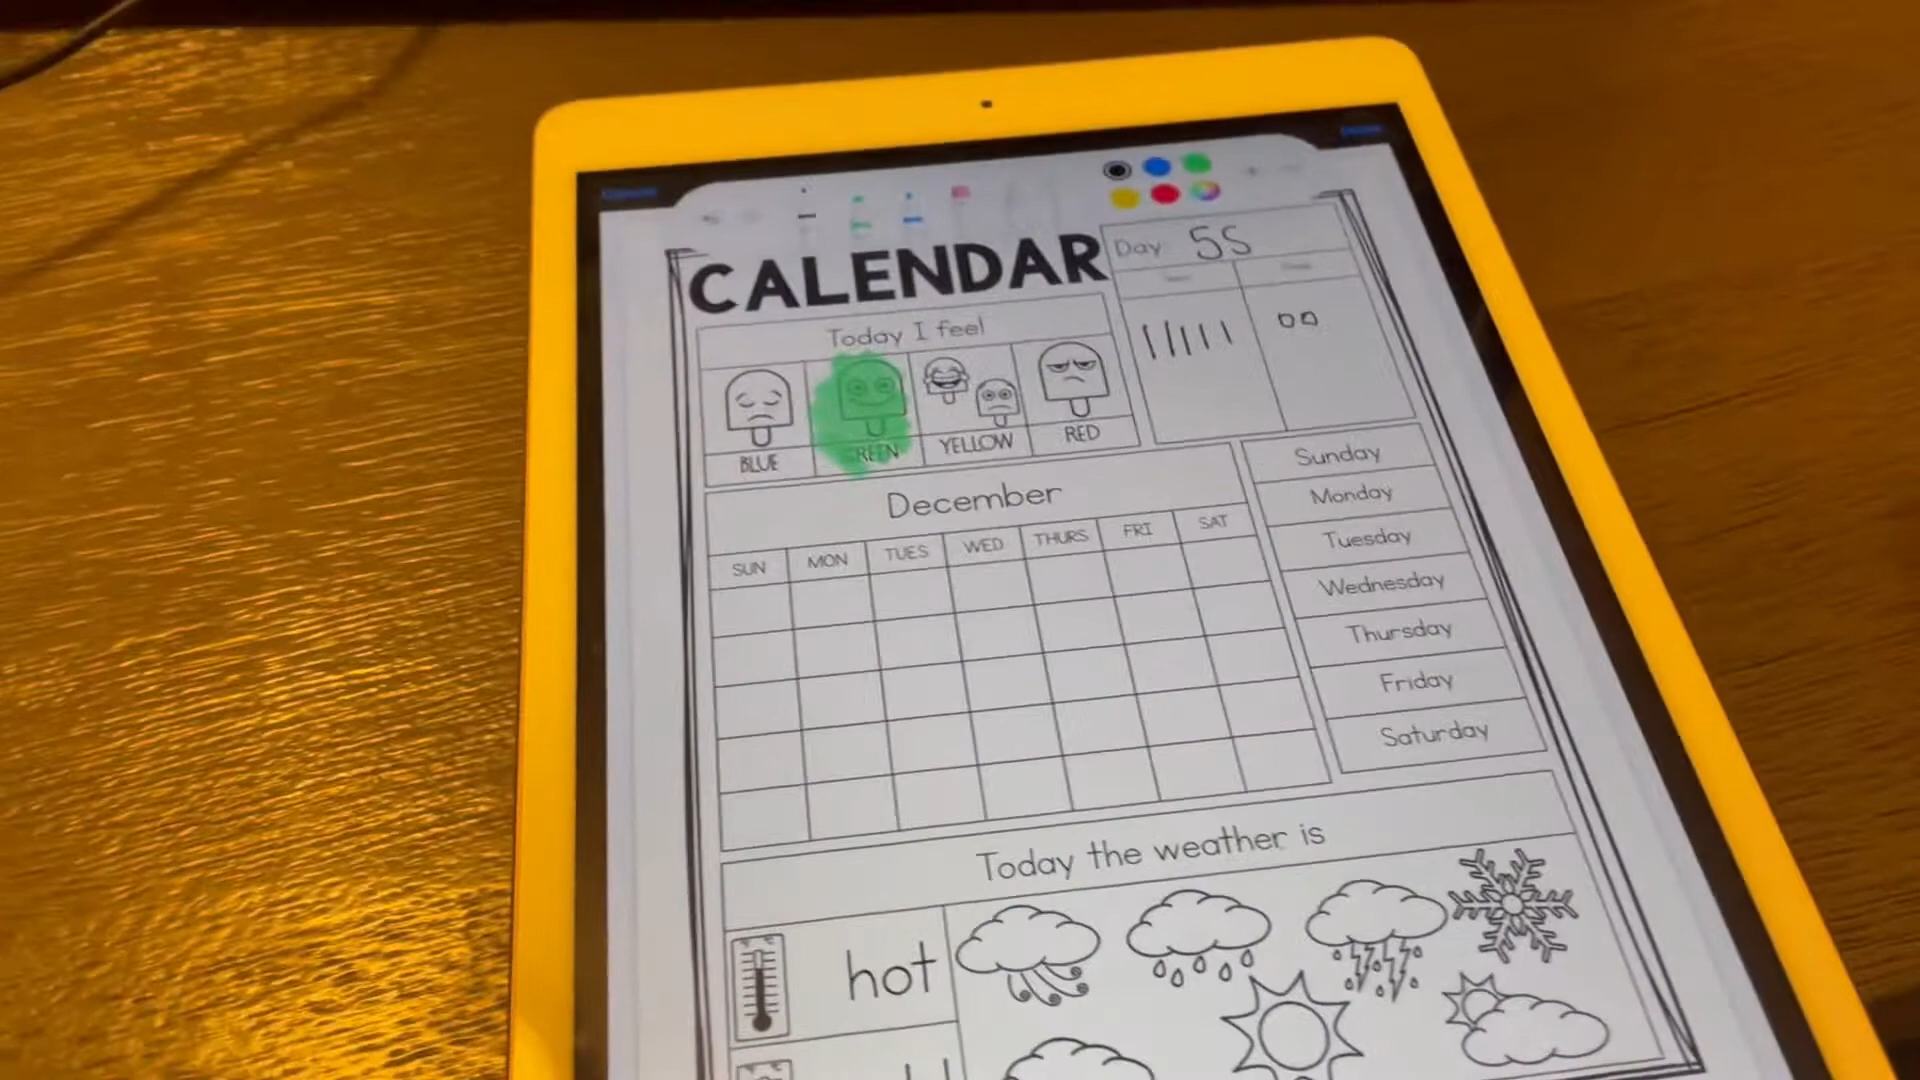 CALENDAR
Day 55
Today I feel
BLUE
REEN
YELLOW
RED
December
SUN MON TUES WED THURS FRI SAT
Sunday
Monday
Tuesday
Wednesday
Thursday
Friday
Saturday
Today the weather is
hot